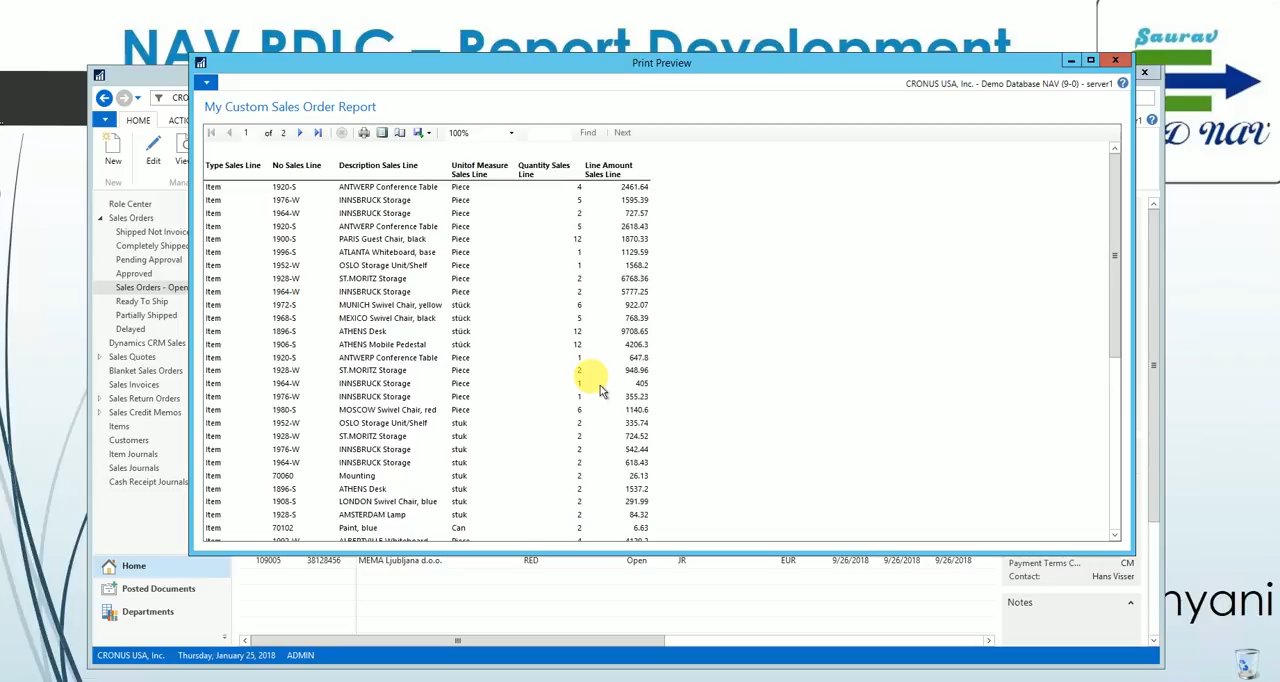 NAV RDLC – Report Development
Saurav
D NAV
Print Preview
CRONUS USA, Inc. - Demo Database NAV (9-0) - server1
My Custom Sales Order Report
1 of 2 100% Find Next
Type Sales Line No Sales Line Description Sales Line Unitof Measure Sales Line Quantity Sales Line Line Amount Sales Line
Item 1920-S ANTWERP Conference Table Piece 4 2461.64
Item 1976-W INNSBRUCK Storage Piece 5 1595.39
Item 1964-W INNSBRUCK Storage Piece 2 727.57
Item 1920-S ANTWERP Conference Table Piece 5 2618.43
Item 1900-S PARIS Guest Chair, black Piece 12 1870.33
Item 1996-S ATLANTA Whiteboard, base Piece 1 1129.59
Item 1952-W OSLO Storage Unit/Shelf Piece 1 1568.2
Item 1928-W ST.MORITZ Storage Piece 2 6768.36
Item 1964-W INNSBRUCK Storage Piece 2 5777.25
Item 1972-S MUNICH Swivel Chair, yellow stück 6 922.07
Item 1968-S MEXICO Swivel Chair, black stück 5 768.39
Item 1896-S ATHENS Desk stück 12 9708.65
Item 1906-S ATHENS Mobile Pedestal stück 12 4206.3
Item 1920-S ANTWERP Conference Table Piece 1 647.8
Item 1928-W ST.MORITZ Storage Piece 2 948.96
Item 1964-W INNSBRUCK Storage Piece 1 405
Item 1976-W INNSBRUCK Storage Piece 1 355.23
Item 1980-S MOSCOW Swivel Chair, red Piece 6 1140.6
Item 1952-W OSLO Storage Unit/Shelf stuk 2 335.74
Item 1928-W ST.MORITZ Storage stuk 2 724.52
Item 1976-W INNSBRUCK Storage stuk 2 542.44
Item 1964-W INNSBRUCK Storage stuk 2 618.43
Item 70060 Mounting stuk 2 26.13
Item 1896-S ATHENS Desk stuk 2 1537.2
Item 1908-S LONDON Swivel Chair, blue stuk 2 291.99
Item 1928-S AMSTERDAM Lamp stuk 2 84.32
Item 70102 Paint, blue Can 2 6.63
CRO
HOME ACTIO
New Edit View
New Mana
Role Center
Sales Orders
Shipped Not Invoice
Completely Shipped
Pending Approval
Approved
Sales Orders - Open
Ready To Ship
Partially Shipped
Delayed
Dynamics CRM Sales
Sales Quotes
Blanket Sales Orders
Sales Invoices
Sales Return Orders
Sales Credit Memos
Items
Customers
Item Journals
Sales Journals
Cash Receipt Journals
Home
Posted Documents
Departments
109005 38128456 MEMA Ljubljana d.o.o. RED Open JR EUR 9/26/2018 9/26/2018 9/26/2018
Payment Terms C... CM
Contact: Hans Visser
Notes
nyani
CRONUS USA, Inc. Thursday, January 25, 2018 ADMIN